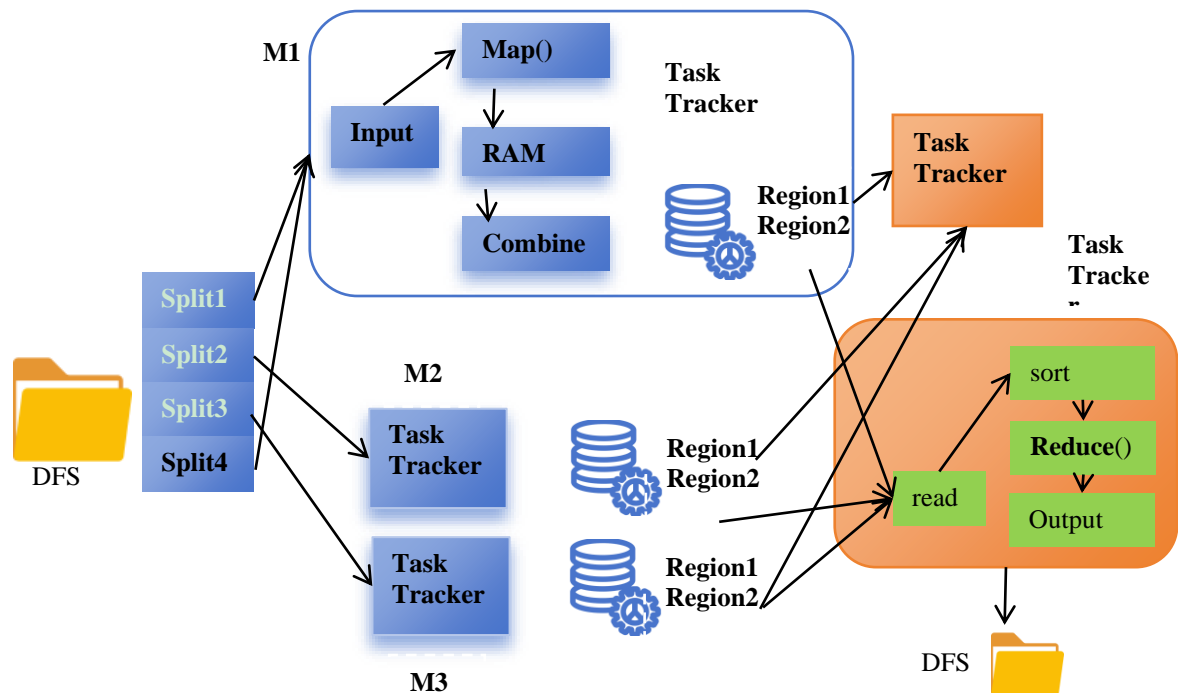 M1
Map()
Input
RAM
Combine
Task
Tracker
Region1
Region2
Task
Tracker
Task
Tracke
r
Split1
Split2
Split3
Split4
DFS
M2
Task
Tracker
Task
Tracker
M3
Region1
Region2
Region1
Region2
read
sort
Reduce()
Output
DFS